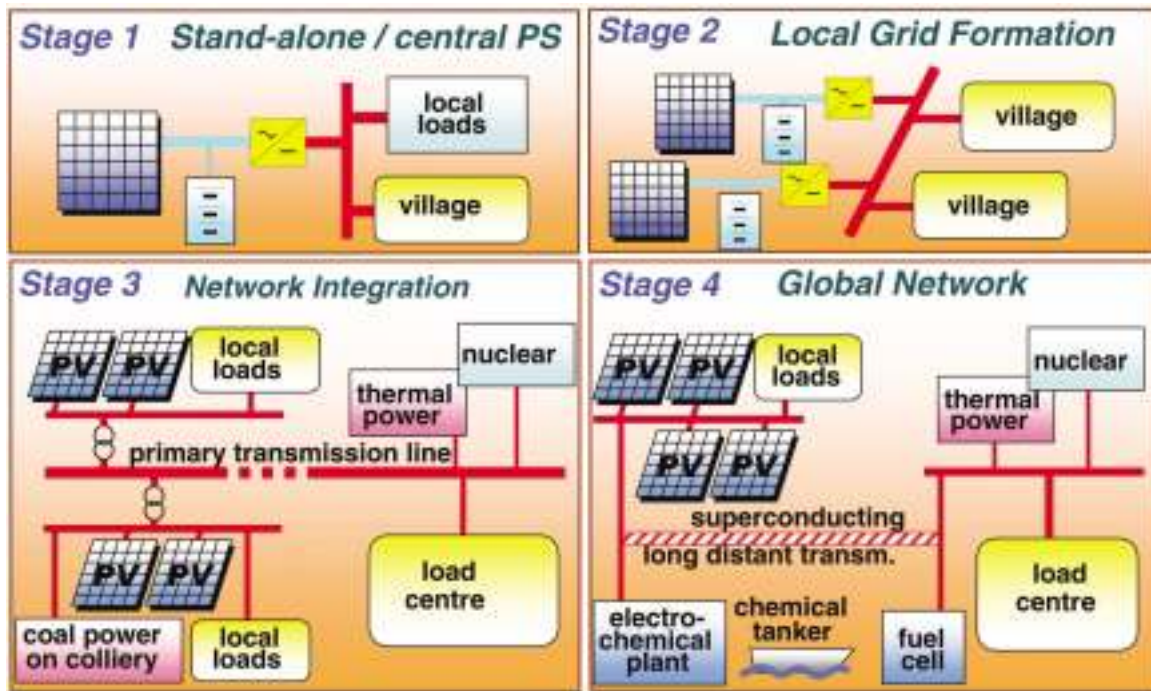 Stage 1 Stand-alone / central PS
local
loads
village
Stage 2 Local Grid Formation
village
village
Stage 3 Network Integration
PV PV
local
loads
nuclear
thermal
power
primary transmission line
PV PV
load
centre
coal power
on colliery
local
loads
Stage 4 Global Network
PV PV
local
loads
nuclear
thermal
power
PV PV
superconducting
long distant transm.
load
centre
electro-
chemical
plant
chemical
tanker
fuel
cell